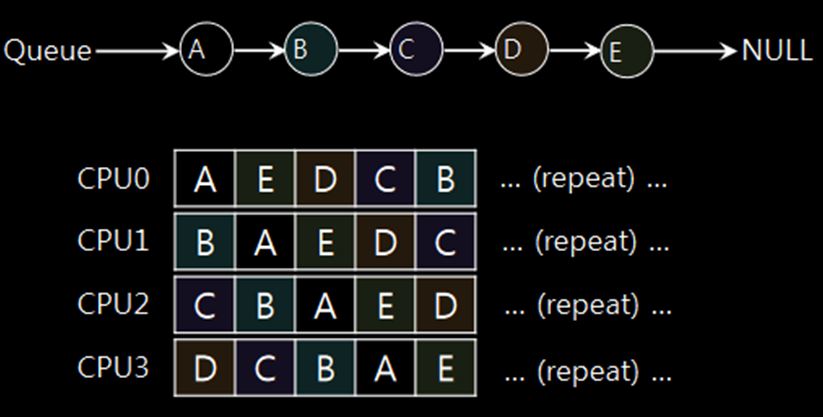 Queue A B C D E NULL
CPU0 A E D C B ... (repeat) ...
CPU1 B A E D C ... (repeat) ...
CPU2 C B A E D ... (repeat) ...
CPU3 D C B A E ... (repeat) ...